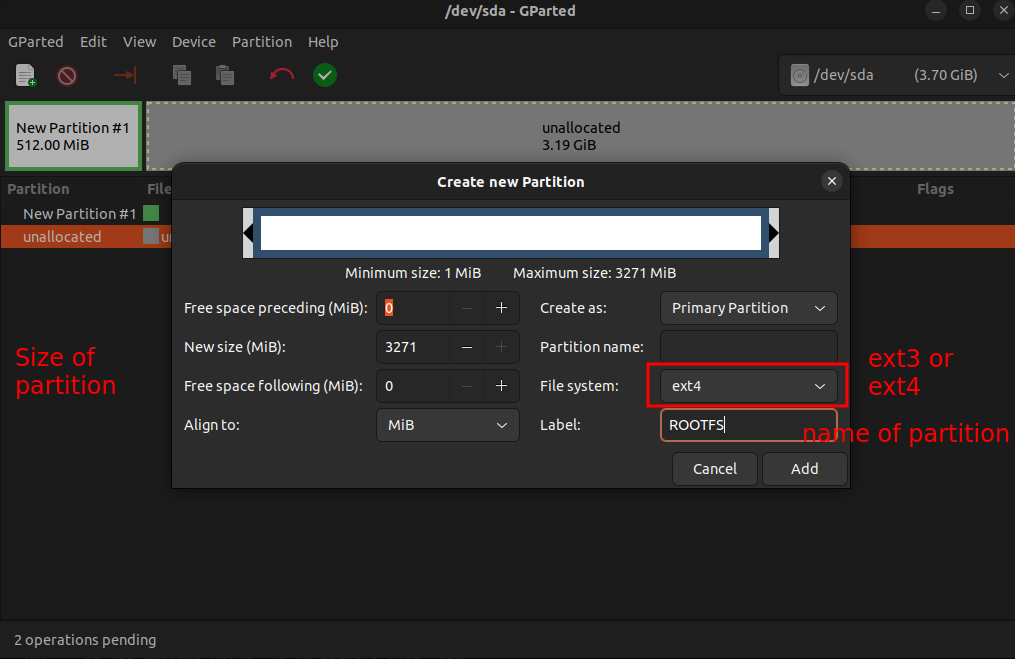 /dev/sda - GParted
GParted Edit View Device Partition Help
/dev/sda (3.70 GiB)
New Partition #1
512.00 MiB
unallocated
3.19 GiB
Partition File Flags
New Partition #1
unallocated un
Create new Partition
Minimum size: 1 MiB Maximum size: 3271 MiB
Free space preceding (MiB): 0 Create as: Primary Partition
New size (MiB): 3271 Partition name:
Free space following (MiB): 0 File system: ext4
Align to: MiB Label: ROOTFS
Cancel Add
Size of
partition
ext3 or
ext4
name of partition
2 operations pending